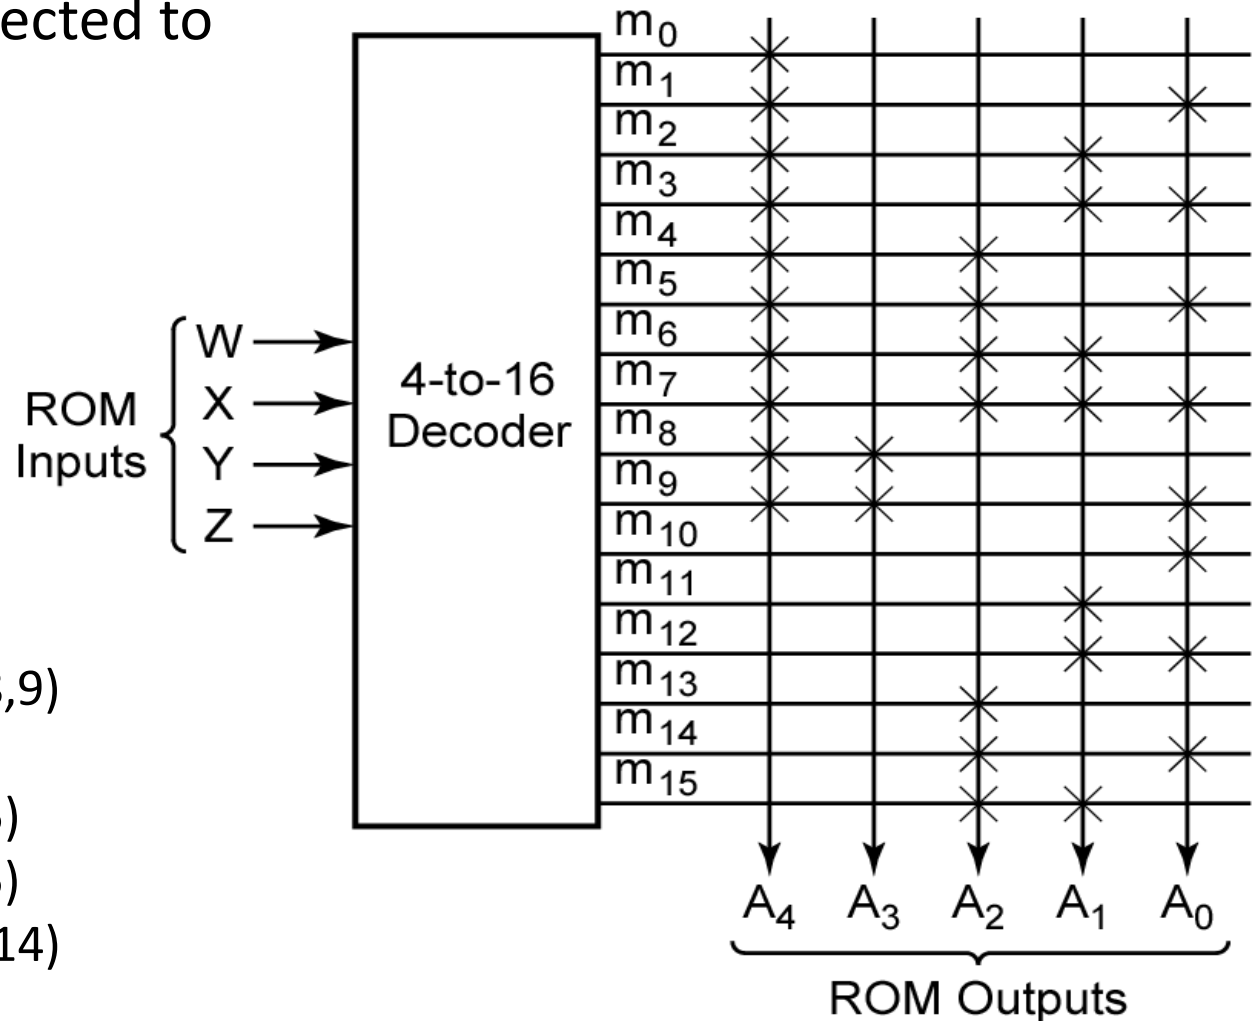 ected to
m0
m1
m2
m3
m4
m5
m6
m7
m8
m9
m10
m11
m12
m13
m14
m15
ROM
Inputs
W
X
Y
Z
4-to-16
Decoder
,9)
)
)
14)
A4 A3 A2 A1 A0
ROM Outputs